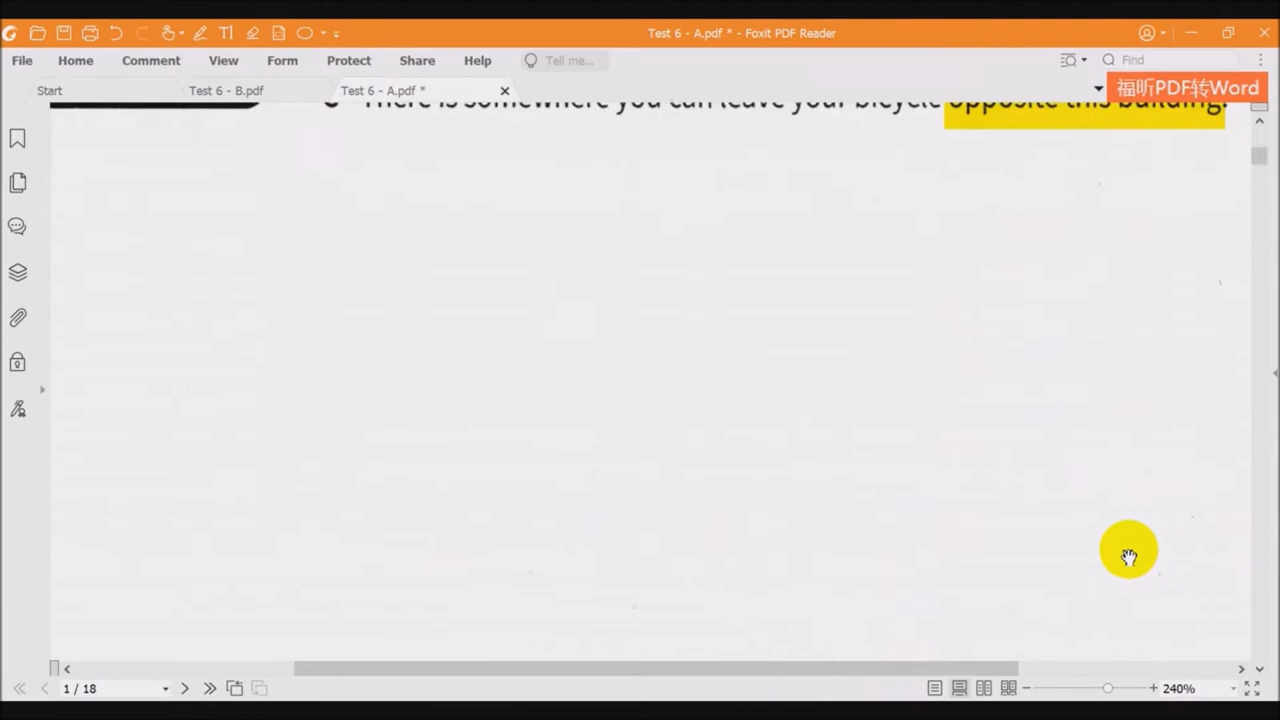 Test 6 - A.pdf * - Foxit PDF Reader
File Home Comment View Form Protect Share Help Tell me... Find
Start Test 6 - B.pdf Test 6 - A.pdf *
福昕PDF转Word
There is somewhere you can leave your bicycle opposite this building.
1 / 18 240%